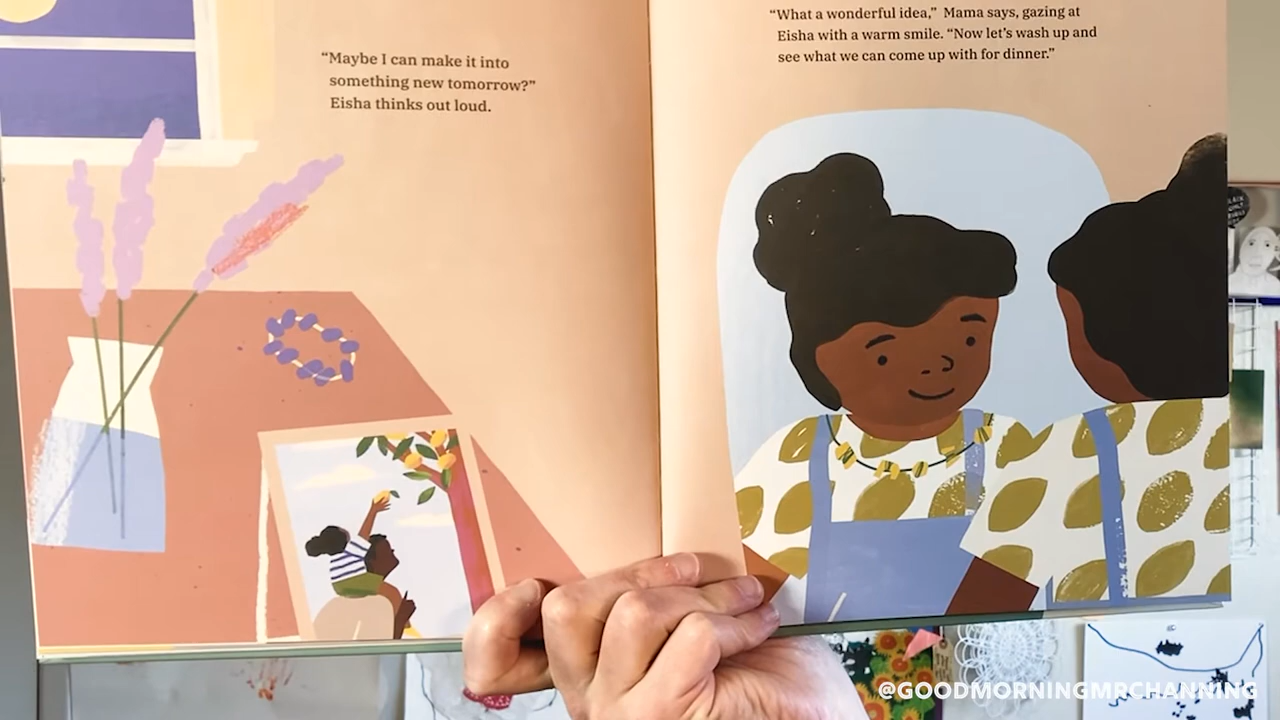 “Maybe I can make it into
something new tomorrow?”
Eisha thinks out loud.
“What a wonderful idea,” Mama says, gazing at
Eisha with a warm smile. “Now let’s wash up and
see what we can come up with for dinner.”
@GOODMORNINGMRCHANNING